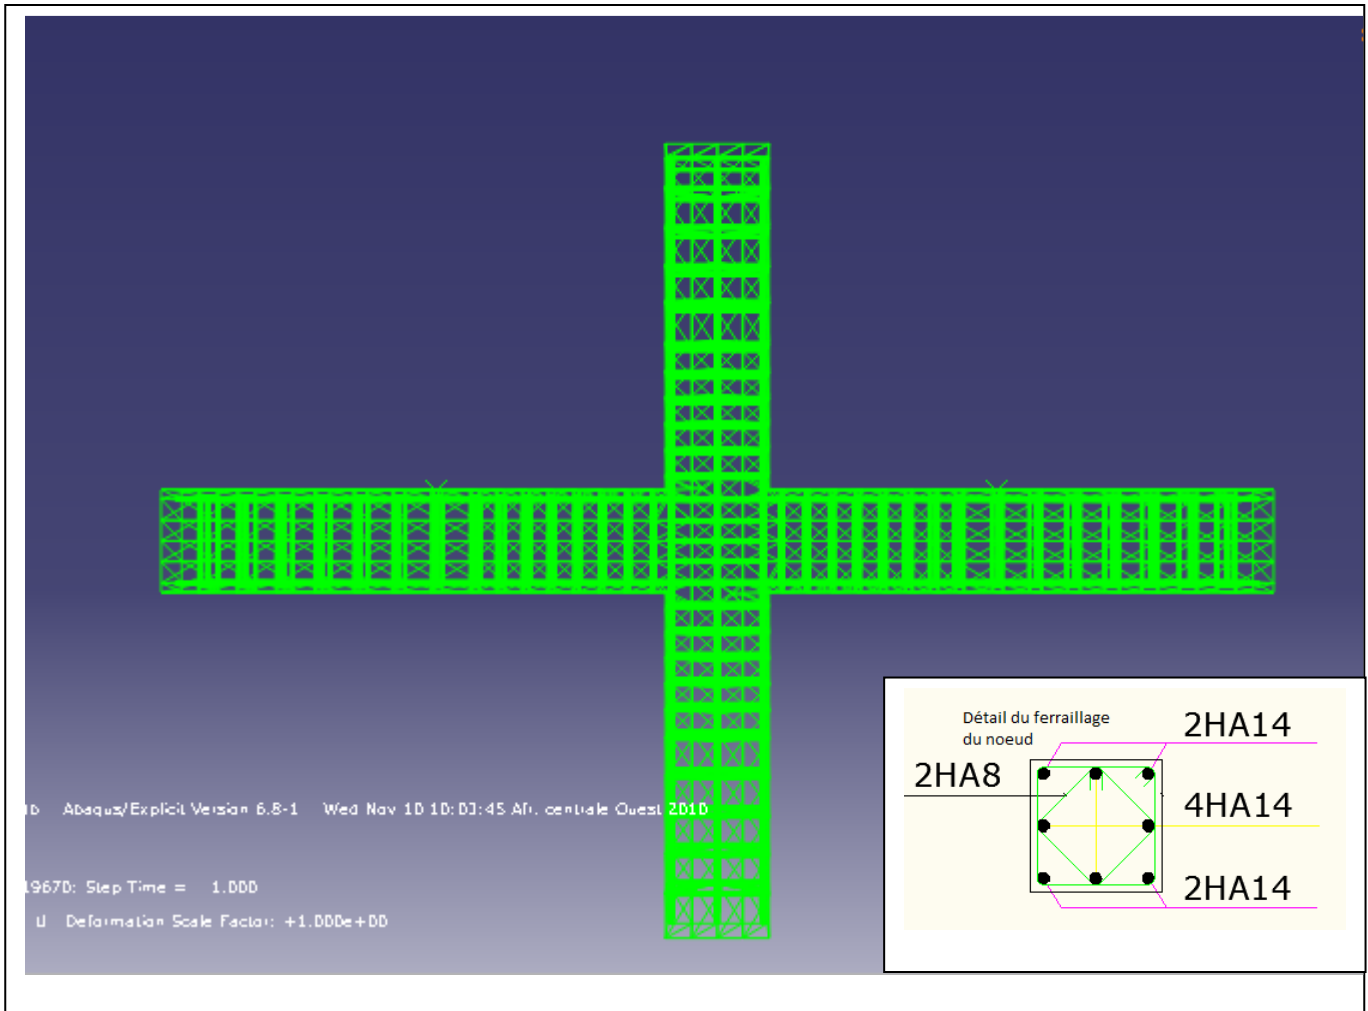 Détail du ferraillage
du noeud
2HA14
2HA8
4HA14
2HA14
Abaqus/Explicit Version 6.8-1 Wed Nov 10 10:03:45 Afr. centrale Ouest 2010
Step Time = 1.000
U Deformation Scale Factor: +1.000e+00